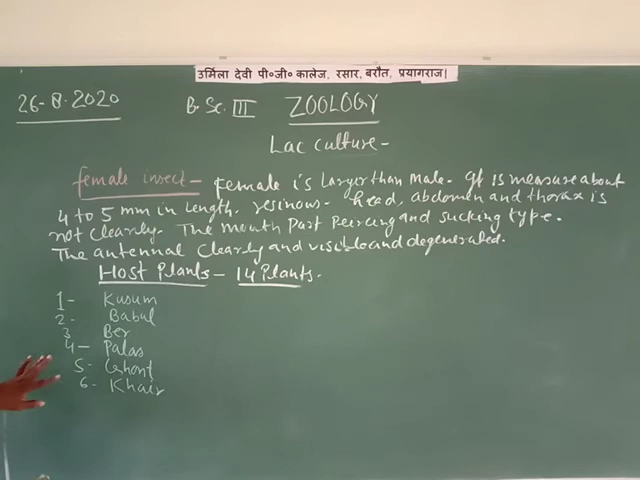 उर्मिला देवी पी०जी० कालेज, रसार, बरौत, प्रयागराज।
26-8-2020 B.Sc. III ZOOLOGY
Lac culture-
female insect- female is larger than male. It is measure about
4 to 5 mm in length. resinous- head, abdomen and thorax is
not clearly. The mouth Part Peircing and sucking type.
The antennal clearly and visible and degenerated.
Host Plants- 14 Plants.
1- Kusum
2- Babul
3 Ber
4- Palas
5- Ghont
6- Khair